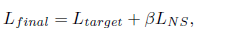 L_{final} = L_{target} + βL_{NS},